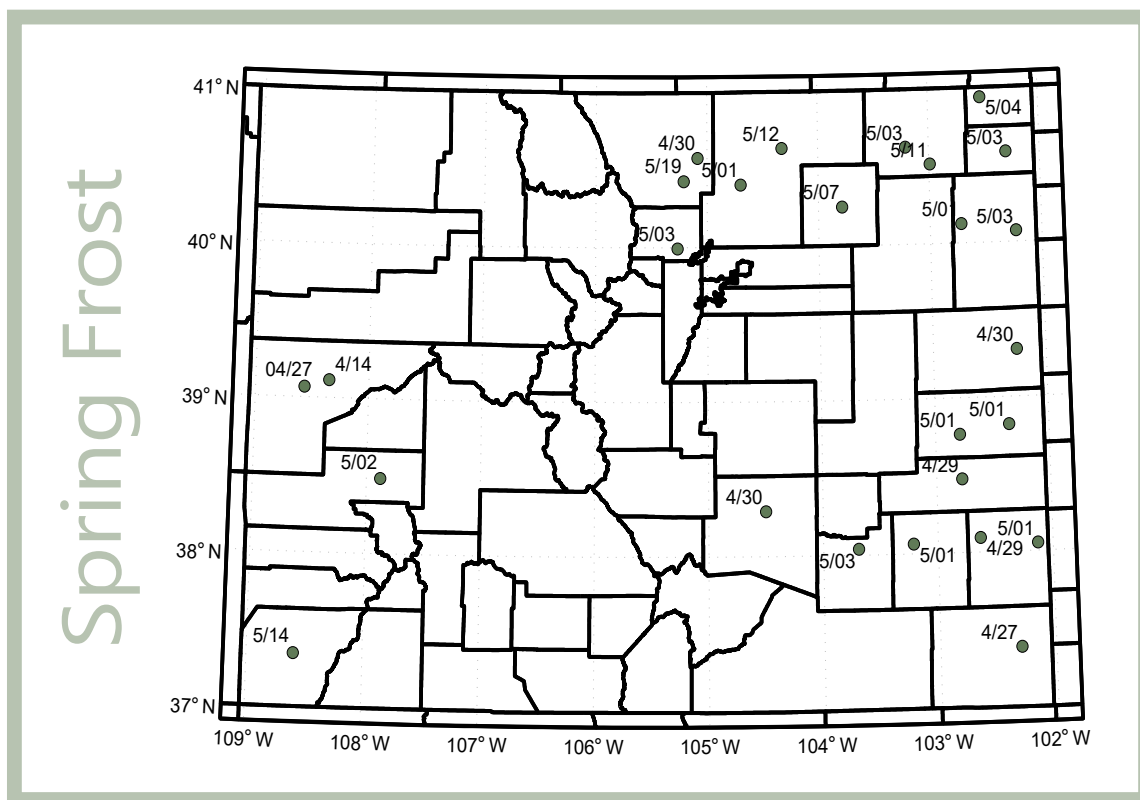 Spring Frost
41° N
40° N
39° N
38° N
37° N
109° W
108° W
107° W
106° W
105° W
104° W
103° W
102° W
5/04
5/12
5/03
5/03
4/30
5/11
5/19
5/01
5/07
5/01
5/03
5/03
4/30
04/27
4/14
5/01
5/01
5/02
4/29
4/30
5/01
5/03
5/01
4/29
5/14
4/27